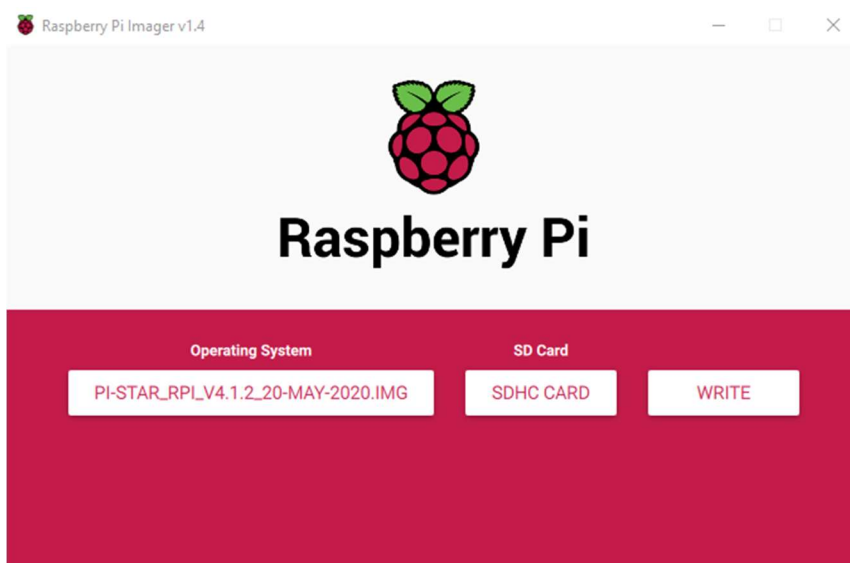 Raspberry Pi Imager v1.4
Raspberry Pi
Operating System
SD Card
PI-STAR_RPI_V4.1.2_20-MAY-2020.IMG
SDHC CARD
WRITE